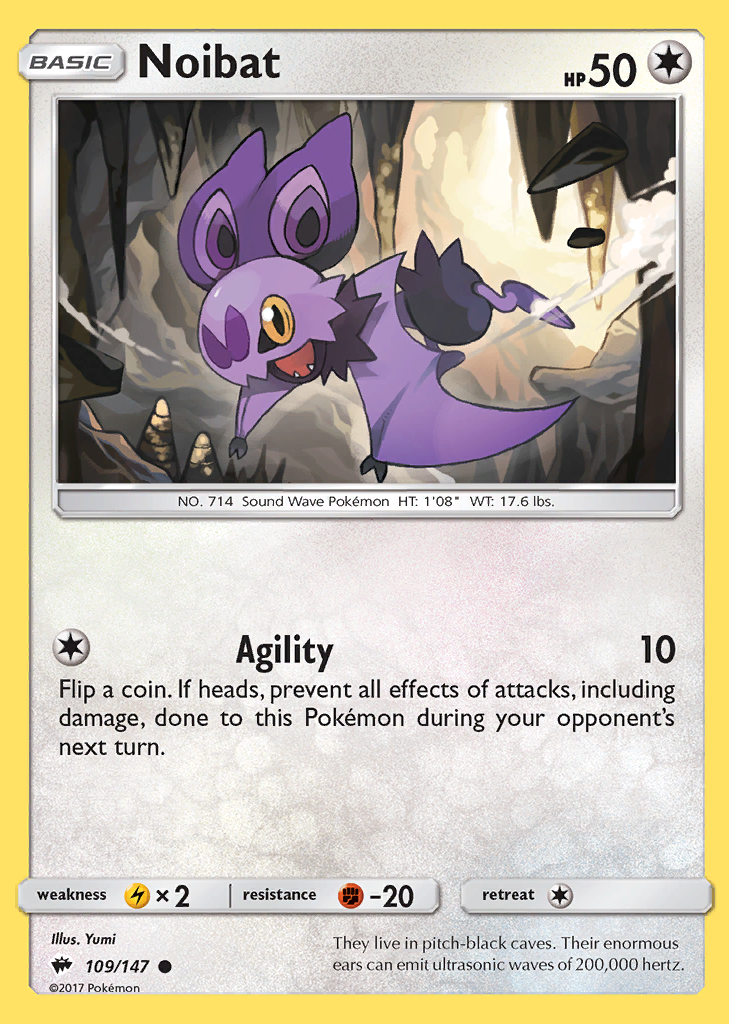 BASIC Noibat HP 50
NO. 714 Sound Wave Pokémon HT: 1'08" WT: 17.6 lbs.
Agility 10
Flip a coin. If heads, prevent all effects of attacks, including
damage, done to this Pokémon during your opponent's
next turn.
weakness × 2 resistance -20 retreat
Illus. Yumi
109/147
©2017 Pokémon
They live in pitch-black caves. Their enormous
ears can emit ultrasonic waves of 200,000 hertz.